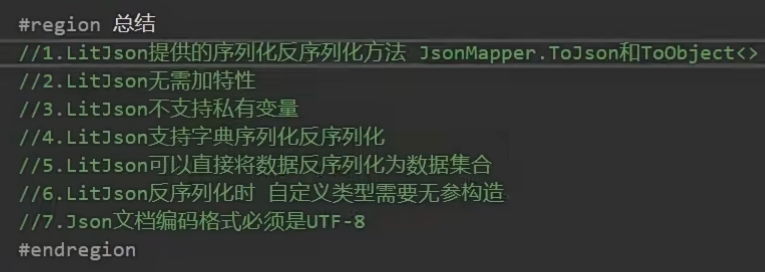 #region 总结
//1.LitJson提供的序列化反序列化方法 JsonMapper.ToJson和ToObject<>
//2.LitJson无需加特性
//3.LitJson不支持私有变量
//4.LitJson支持字典序列化反序列化
//5.LitJson可以直接将数据反序列化为数据集合
//6.LitJson反序列化时 自定义类型需要无参构造
//7.Json文档编码格式必须是UTF-8
#endregion